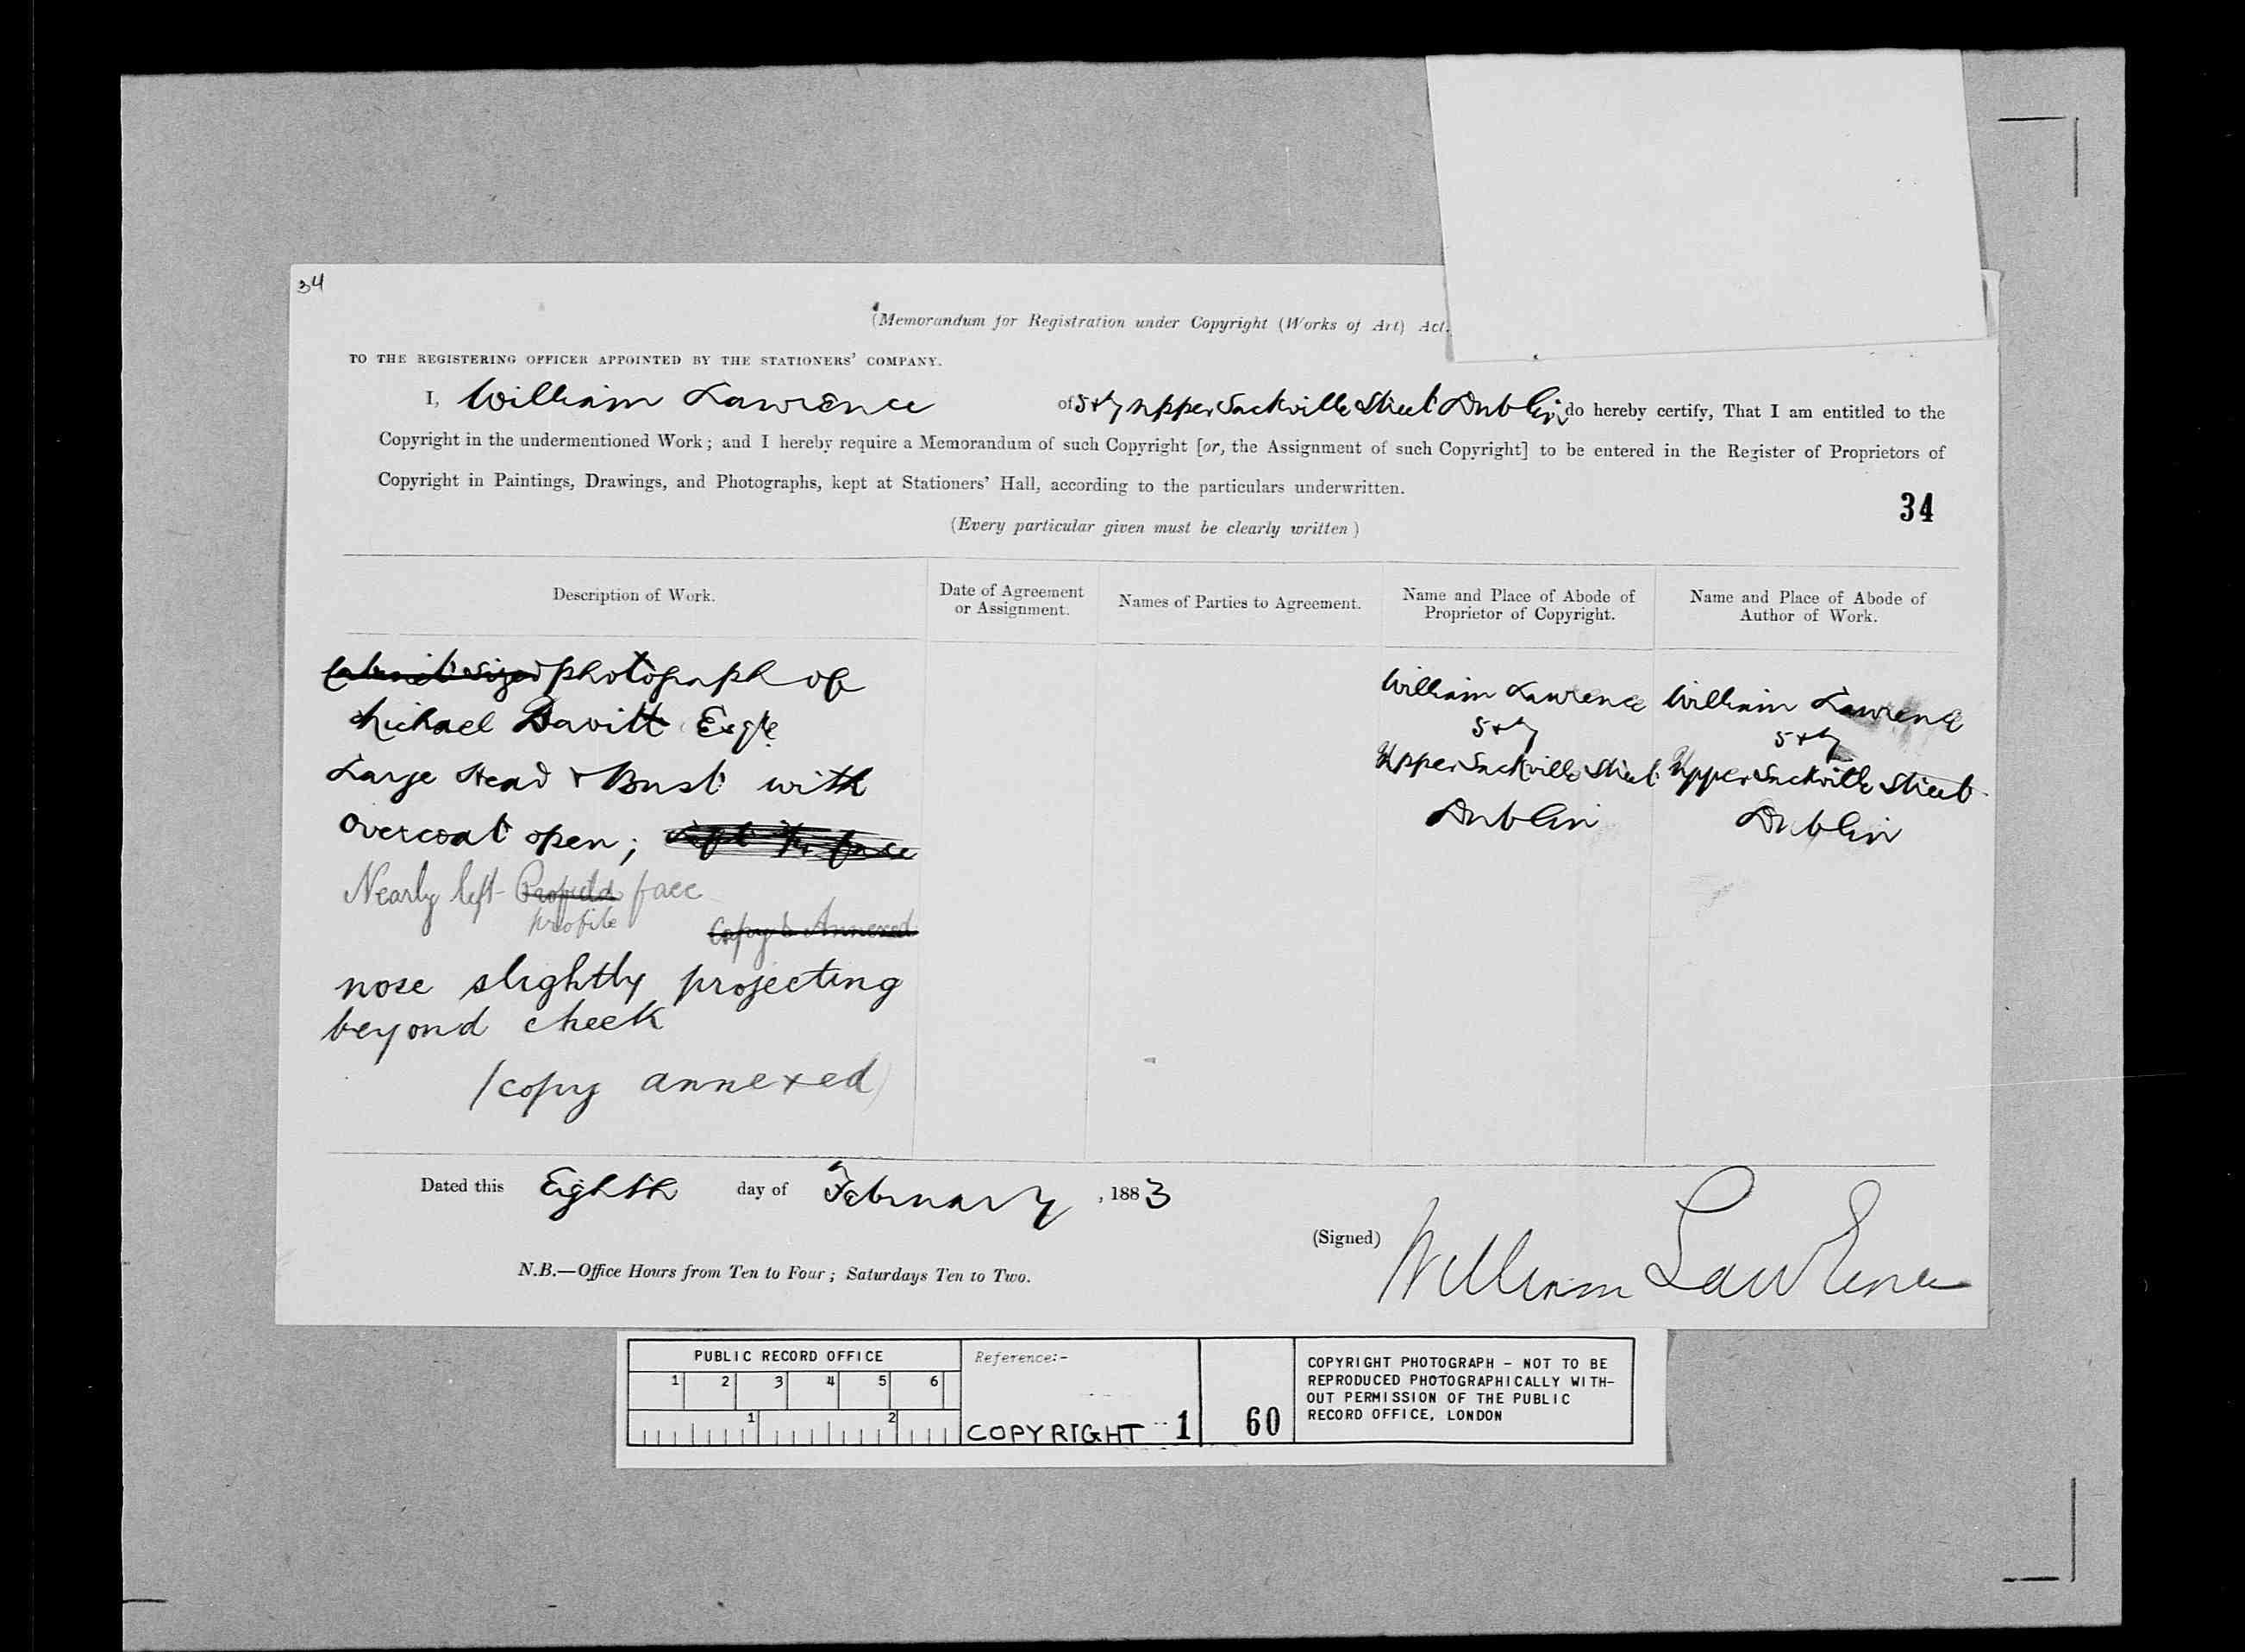 34
(Memorandum for Registration under Copyright (Works of Art) Act.
TO THE REGISTERING OFFICER APPOINTED BY THE STATIONERS' COMPANY.
I, William Lawrence of 5 & 7 Upper Sackville Street Dublin do hereby certify, That I am entitled to the
Copyright in the undermentioned Work; and I hereby require a Memorandum of such Copyright [or, the Assignment of such Copyright] to be entered in the Register of Proprietors of
Copyright in Paintings, Drawings, and Photographs, kept at Stationers' Hall, according to the particulars underwritten.
34
(Every particular given must be clearly written)
Description of Work.
Date of Agreement
or Assignment.
Names of Parties to Agreement.
Name and Place of Abode of
Proprietor of Copyright.
Name and Place of Abode of
Author of Work.
Cabinet sized photograph of
Michael Davitt Esqre
Large Head & Bust with
Overcoat open; left 3/4 face
Nearly left face
profile
Copy Annexed
nose slightly projecting
beyond cheek
(copy annexed)
William Lawrence
5 & 7
Upper Sackville Street
Dublin
William Lawrence
5 & 7
Upper Sackville Street
Dublin
Dated this Eighth day of February, 1883
(Signed) William Lawrence
N.B.—Office Hours from Ten to Four; Saturdays Ten to Two.
PUBLIC RECORD OFFICE
1 2 3 4 5 6
1 2
Reference:-
COPYRIGHT 1 60
COPYRIGHT PHOTOGRAPH - NOT TO BE
REPRODUCED PHOTOGRAPHICALLY WITH-
OUT PERMISSION OF THE PUBLIC
RECORD OFFICE, LONDON